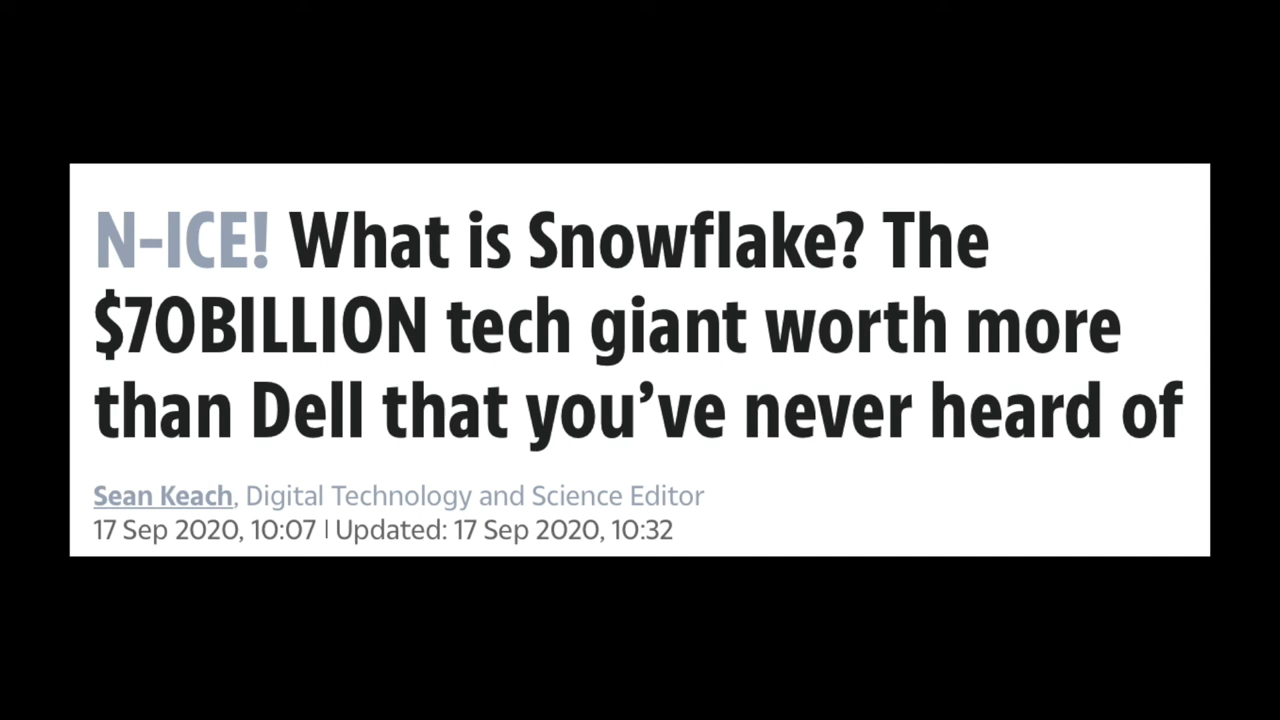 N-ICE! What is Snowflake? The
$70BILLION tech giant worth more
than Dell that you’ve never heard of
Sean Keach, Digital Technology and Science Editor
17 Sep 2020, 10:07 | Updated: 17 Sep 2020, 10:32